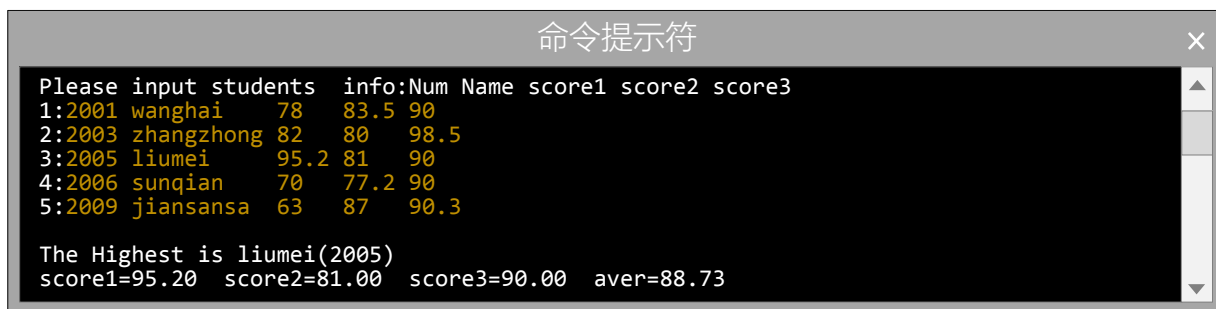 命令提示符
Please input students info:Num Name score1 score2 score3
1:2001 wanghai 78 83.5 90
2:2003 zhangzhong 82 80 98.5
3:2005 liumei 95.2 81 90
4:2006 sunqian 70 77.2 90
5:2009 jiansansa 63 87 90.3
The Highest is liumei(2005)
score1=95.20 score2=81.00 score3=90.00 aver=88.73